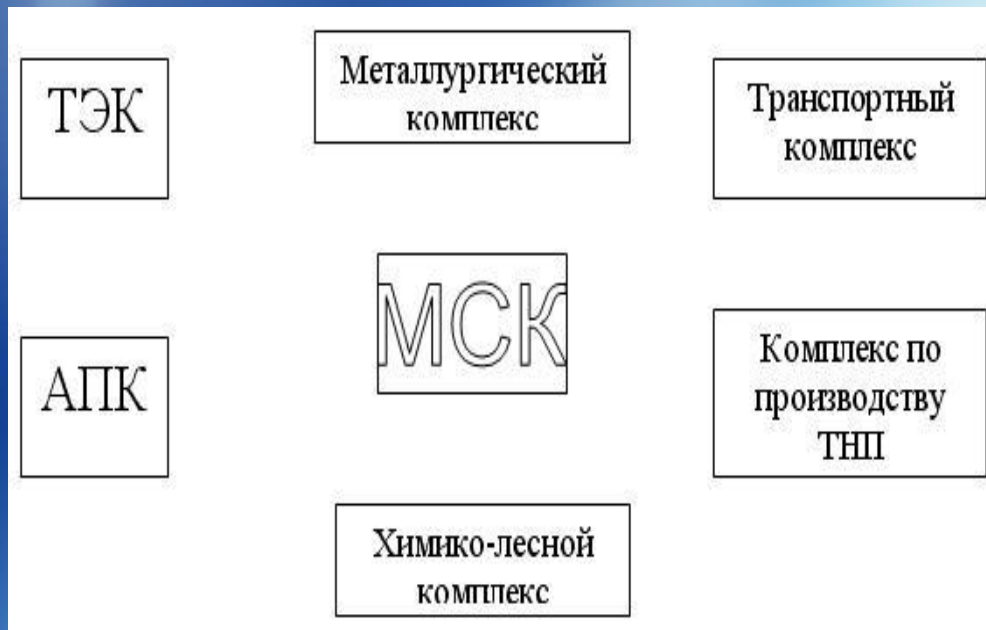 ТЭК
Металлургический
комплекс
Транспортный
комплекс
МСК
АПК
Комплекс по
производству
ТНП
Химико-лесной
комплекс